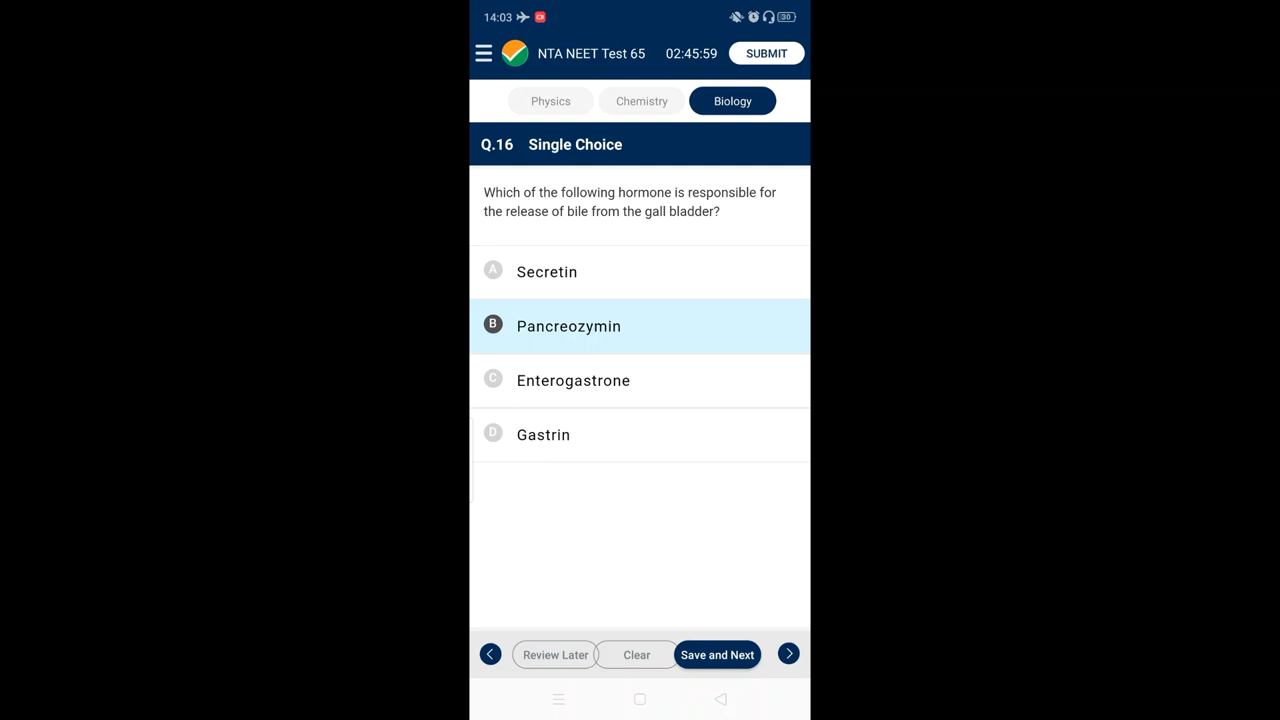 14:03
30
NTA NEET Test 65 02:45:59 SUBMIT
Physics Chemistry Biology
Q.16 Single Choice
Which of the following hormone is responsible for
the release of bile from the gall bladder?
A Secretin
B Pancreozymin
C Enterogastrone
D Gastrin
Review Later Clear Save and Next